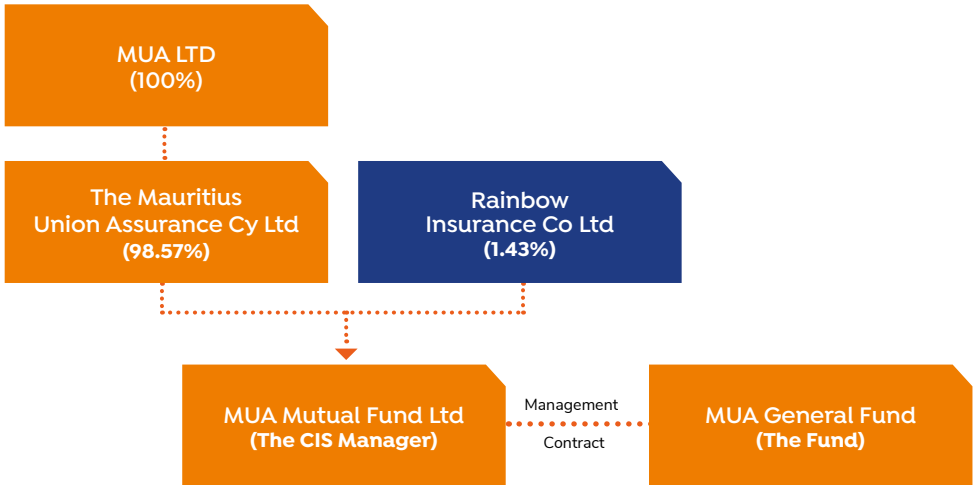 MUA LTD
(100%)
The Mauritius
Union Assurance Cy Ltd
(98.57%)
Rainbow
Insurance Co Ltd
(1.43%)
MUA Mutual Fund Ltd
(The CIS Manager)
Management
Contract
MUA General Fund
(The Fund)